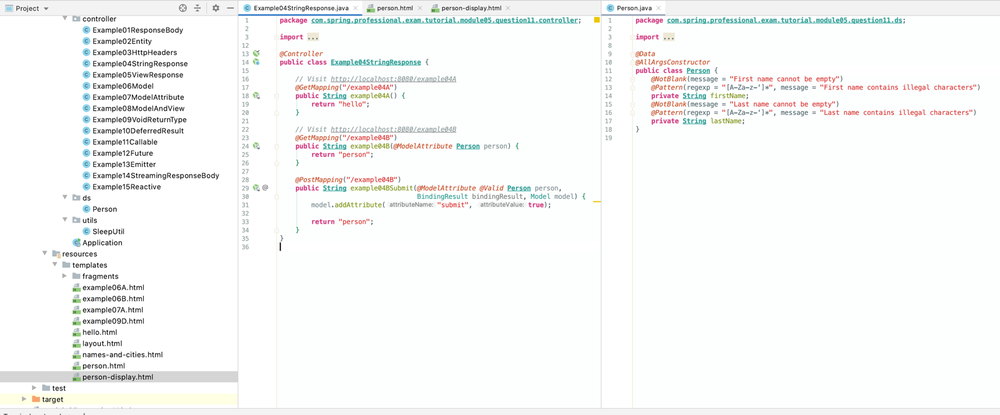 Project
controller
Example01ResponseBody
Example02Entity
Example03HttpHeaders
Example04StringResponse
Example05ViewResponse
Example06Model
Example07ModelAttribute
Example08ModelAndView
Example09VoidReturnType
Example10DeferredResult
Example11Callable
Example12Future
Example13Emitter
Example14StreamingResponseBody
Example15Reactive
ds
Person
utils
SleepUtil
Application
resources
templates
fragments
example06A.html
example06B.html
example07A.html
example09D.html
hello.html
layout.html
names-and-cities.html
person.html
person-display.html
test
target
Example04StringResponse.java person.html person-display.html
1 package com.spring.professional.exam.tutorial.module05.question11.controller;
2
3 import ...
12
13 @Controller
14 public class Example04StringResponse {
15
16 // Visit http://localhost:8080/example04A
17 @GetMapping("/example04A")
18 public String example04A() {
19 return "hello";
20 }
21
22 // Visit http://localhost:8080/example04B
23 @GetMapping("/example04B")
24 public String example04B(@ModelAttribute Person person) {
25 return "person";
26 }
27
28 @PostMapping("/example04B")
29 @ public String example04BSubmit(@ModelAttribute @Valid Person person,
30 BindingResult bindingResult, Model model) {
31 model.addAttribute( attributeName: "submit", attributeValue: true);
32
33 return "person";
34 }
35 }
36
Person.java
1 package com.spring.professional.exam.tutorial.module05.question11.ds;
2
3 import ...
8
9 @Data
10 @AllArgsConstructor
11 public class Person {
12 @NotBlank(message = "First name cannot be empty")
13 @Pattern(regexp = "[A-Za-z-']*", message = "First name contains illegal characters")
14 private String firstName;
15 @NotBlank(message = "Last name cannot be empty")
16 @Pattern(regexp = "[A-Za-z-']*", message = "Last name contains illegal characters")
17 private String lastName;
18 }
19